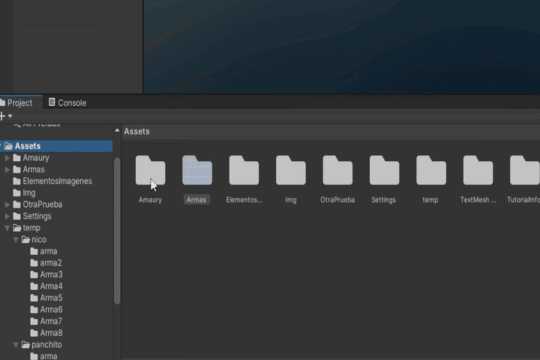 Project Console
Assets
Assets
Amaury
Armas
ElementosImagenes
Img
OtraPrueba
Settings
temp
nico
arma
arma2
Arma3
Arma4
Arma5
Arma6
Arma7
Arma8
panchito
arma
Amaury Armas Elementos... Img OtraPrueba Settings temp TextMesh ... TutorialInfo